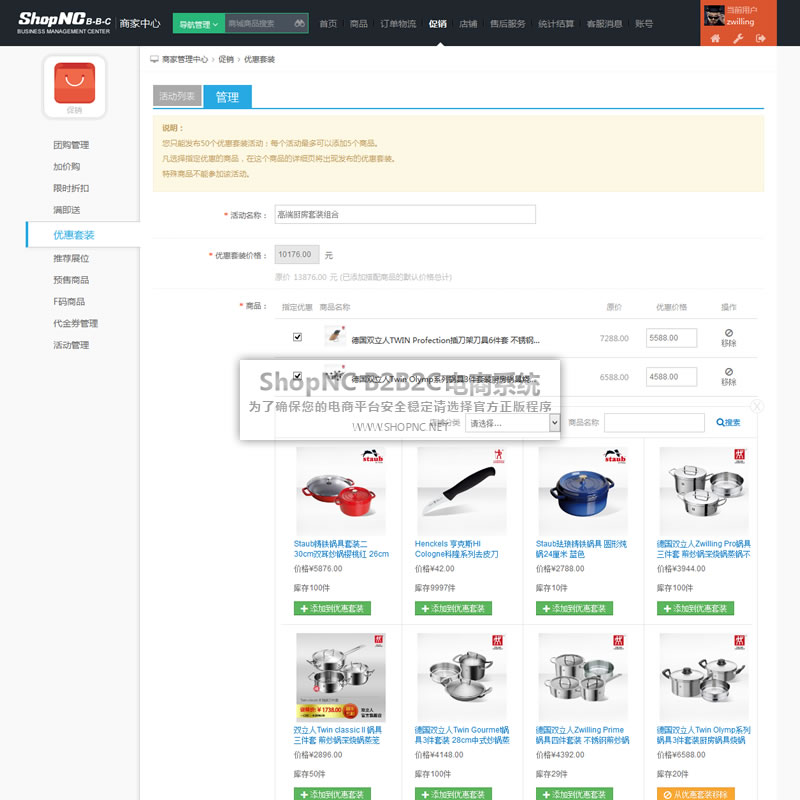 ShopNC B-B-C
BUSINESS MANAGEMENT CENTER
商家中心
导航管理
商城商品搜索
首页 商品 订单物流 促销 店铺 售后服务 统计结算 客服消息 账号
当前用户
zwilling
促销
团购管理
加价购
限时折扣
满即送
优惠套装
推荐展位
预售商品
F码商品
代金券管理
活动管理
商家管理中心 › 促销 › 优惠套装
活动列表 管理
说明：
您只能发布50个优惠套装活动；每个活动最多可以添加5个商品。
凡选择指定优惠的商品，在这个商品的详细页将出现发布的优惠套装。
特殊商品不能参加该活动。
* 活动名称： 高端厨房套装组合
* 优惠套装价格： 10176.00 元
原价 13876.00 元 (已添加搭配商品的默认价格总计)
* 商品： 指定优惠 商品名称 原价 优惠价格 操作
德国双立人TWIN Profection插刀架刀具6件套 不锈钢... 7288.00 5588.00 移除
德国双立人Twin Olymp系列锅具3件套装厨房锅具烧... 6588.00 4588.00 移除
ShopNC B2B2C电商系统
为了确保您的电商平台安全稳定请选择官方正版程序
WWW.SHOPNC.NET
店铺分类 请选择... 商品名称 搜索
staub
staub
Staub铸铁锅具套装二
30cm双耳炒锅樱桃红 26cm
价格¥5876.00
库存100件
添加到优惠套装
Henckels 亨克斯HI
Cologne科隆系列去皮刀
价格¥42.00
库存9997件
添加到优惠套装
Staub珐琅铸铁锅具 圆形炖
锅24厘米 蓝色
价格¥2788.00
库存10件
添加到优惠套装
德国双立人Zwilling Pro锅具
三件套 煎炒锅深烧锅蒸锅不
价格¥3944.00
库存100件
添加到优惠套装
Twin classic II 锅具三件套
¥1738.00
双立人
双立人Twin classic II 锅具
三件套 煎炒锅深烧锅蒸笼
价格¥2896.00
库存50件
添加到优惠套装
德国双立人Twin Gourmet锅
具3件套装 28cm中式炒锅蒸
价格¥4148.00
库存100件
添加到优惠套装
德国双立人Zwilling Prime
锅具四件套装 不锈钢煎炒锅
价格¥4392.00
库存29件
添加到优惠套装
德国双立人Twin Olymp系列
锅具3件套装厨房锅具烧锅
价格¥6588.00
库存20件
从优惠套装移除